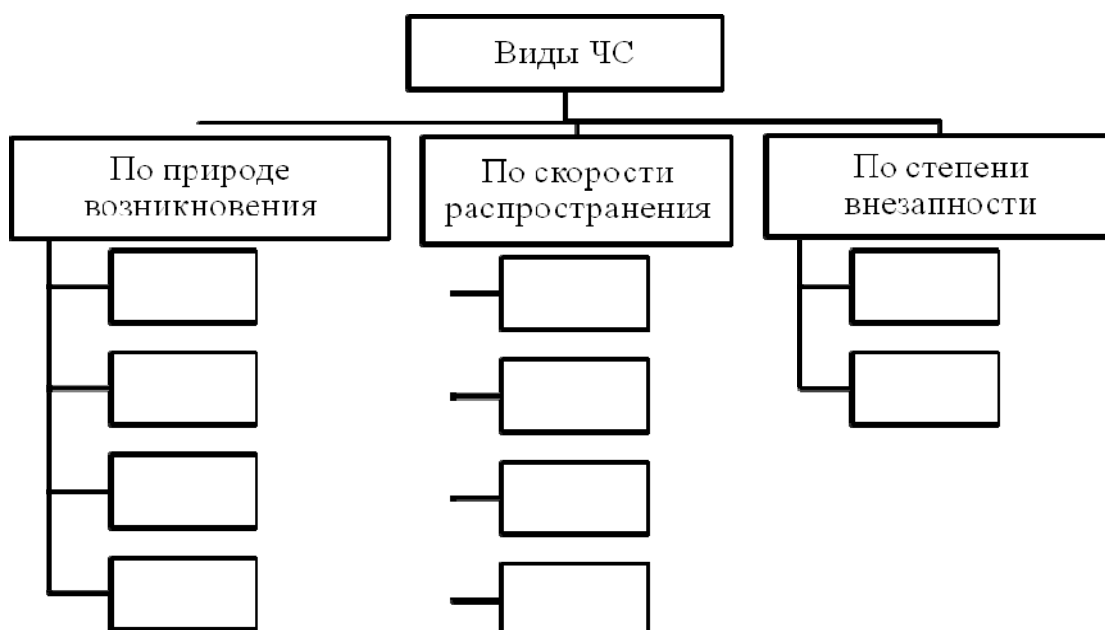 Виды ЧС
По природе
возникновения
По скорости
распространения
По степени
внезапности